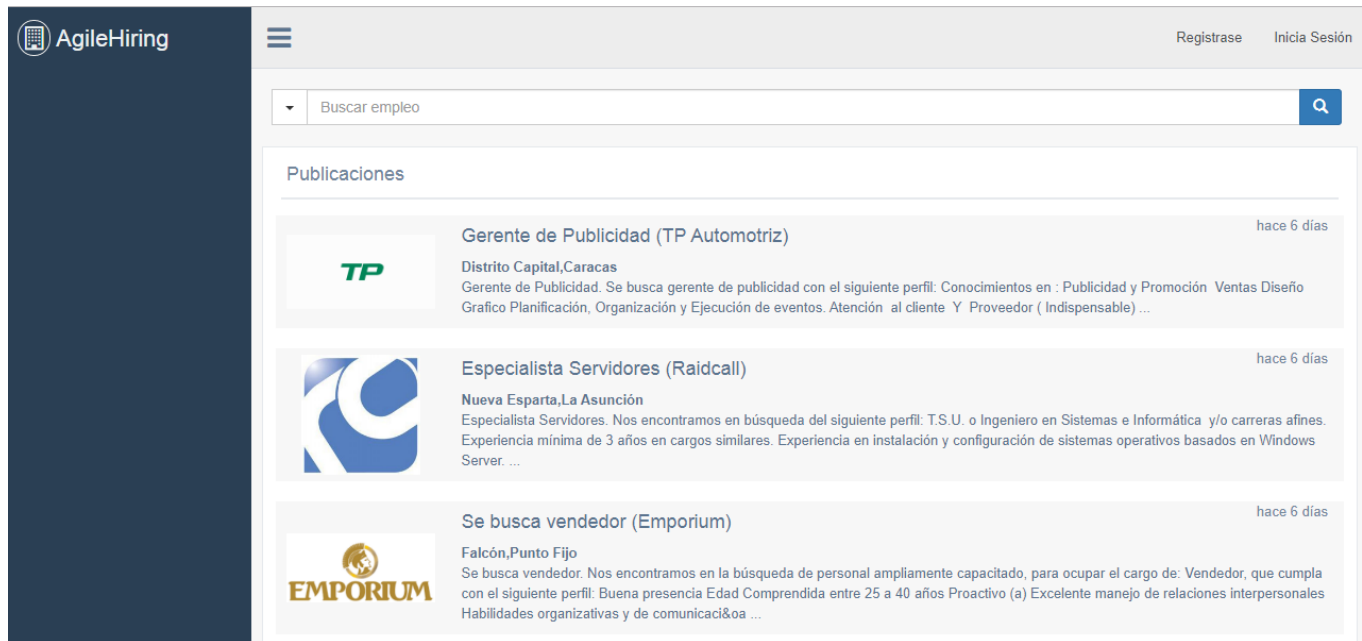 AgileHiring
Registrase
Inicia Sesión
Buscar empleo
Publicaciones
TP
Gerente de Publicidad (TP Automotriz)
hace 6 días
Distrito Capital,Caracas
Gerente de Publicidad. Se busca gerente de publicidad con el siguiente perfil: Conocimientos en : Publicidad y Promoción  Ventas Diseño
Grafico Planificación, Organización y Ejecución de eventos. Atención  al cliente  Y  Proveedor ( Indispensable) ...
Especialista Servidores (Raidcall)
hace 6 días
Nueva Esparta,La Asunción
Especialista Servidores. Nos encontramos en búsqueda del siguiente perfil: T.S.U. o Ingeniero en Sistemas e Informática  y/o carreras afines.
Experiencia mínima de 3 años en cargos similares. Experiencia en instalación y configuración de sistemas operativos basados en Windows
Server. ...
EMPORIUM
Se busca vendedor (Emporium)
hace 6 días
Falcón,Punto Fijo
Se busca vendedor. Nos encontramos en la búsqueda de personal ampliamente capacitado, para ocupar el cargo de: Vendedor, que cumpla
con el siguiente perfil: Buena presencia Edad Comprendida entre 25 a 40 años Proactivo (a) Excelente manejo de relaciones interpersonales
Habilidades organizativas y de comunicaci&oa ...